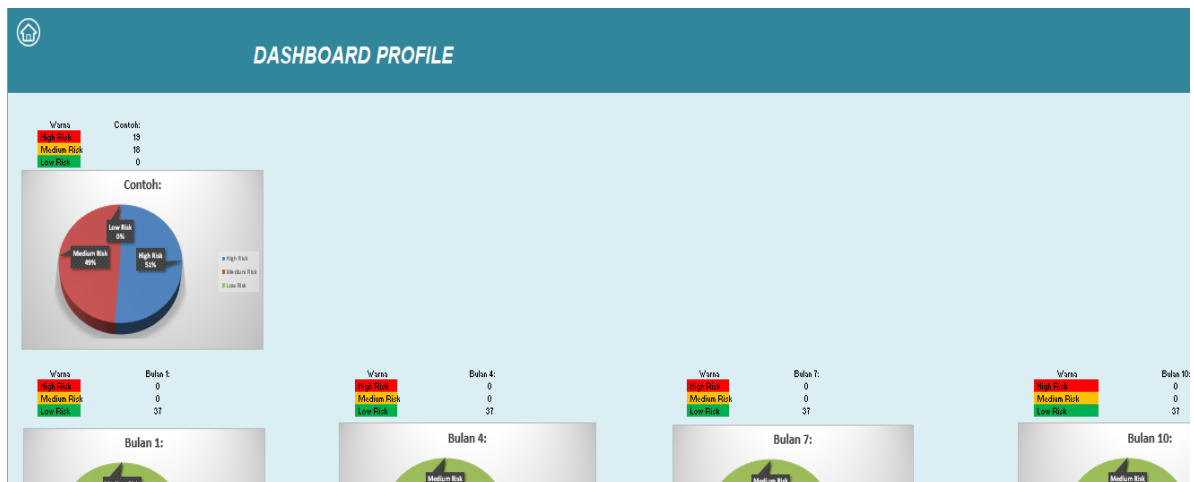 DASHBOARD PROFILE
Warna Contoh:
High Risk 19
Medium Risk 18
Low Risk 0
Contoh:
Low Risk
0%
Medium Risk
49%
High Risk
51%
High Risk
Medium Risk
Low Risk
Warna Bulan 1:
High Risk 0
Medium Risk 0
Low Risk 37
Bulan 1:
Warna Bulan 4:
High Risk 0
Medium Risk 0
Low Risk 37
Bulan 4:
Medium Risk
Warna Bulan 7:
High Risk 0
Medium Risk 0
Low Risk 37
Bulan 7:
Medium Risk
Warna Bulan 10:
High Risk 0
Medium Risk 0
Low Risk 37
Bulan 10:
Medium Risk